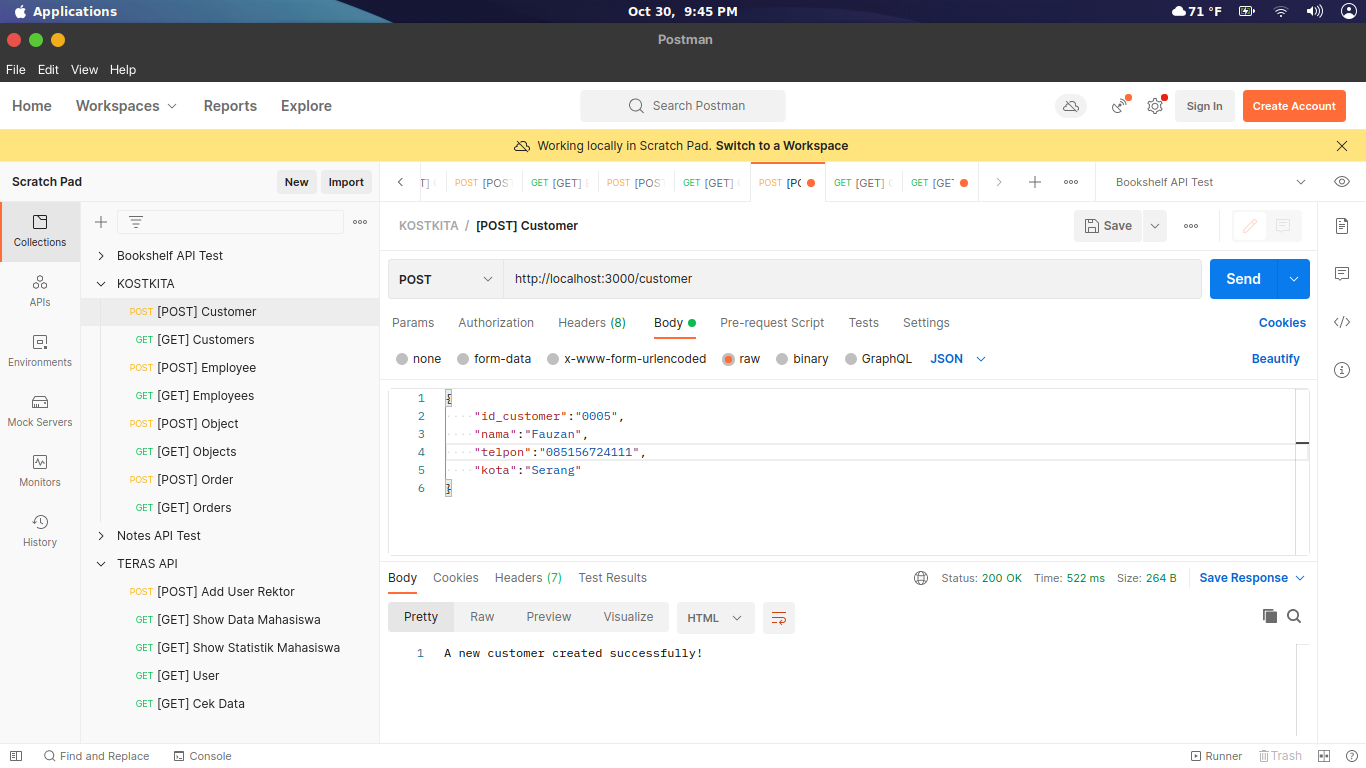 Applications
Oct 30, 9:45 PM
71 °F
Postman
File Edit View Help
Home Workspaces Reports Explore
Search Postman
Sign In
Create Account
Working locally in Scratch Pad. Switch to a Workspace
Scratch Pad
New
Import
POST [POS
GET [GET]
POST [POS
GET [GET]
POST [PO
GET [GET]
GET [GE
Bookshelf API Test
Collections
APIs
Environments
Mock Servers
Monitors
History
Bookshelf API Test
KOSTKITA
POST [POST] Customer
GET [GET] Customers
POST [POST] Employee
GET [GET] Employees
POST [POST] Object
GET [GET] Objects
POST [POST] Order
GET [GET] Orders
Notes API Test
TERAS API
POST [POST] Add User Rektor
GET [GET] Show Data Mahasiswa
GET [GET] Show Statistik Mahasiswa
GET [GET] User
GET [GET] Cek Data
KOSTKITA / [POST] Customer
Save
POST http://localhost:3000/customer
Send
Params Authorization Headers (8) Body Pre-request Script Tests Settings
Cookies
none form-data x-www-form-urlencoded raw binary GraphQL JSON
Beautify
1 {
2 "id_customer":"0005",
3 "nama":"Fauzan",
4 "telpon":"085156724111",
5 "kota":"Serang"
6 }
Body Cookies Headers (7) Test Results
Status: 200 OK Time: 522 ms Size: 264 B
Save Response
Pretty Raw Preview Visualize HTML
1 A new customer created successfully!
Find and Replace Console
Runner Trash